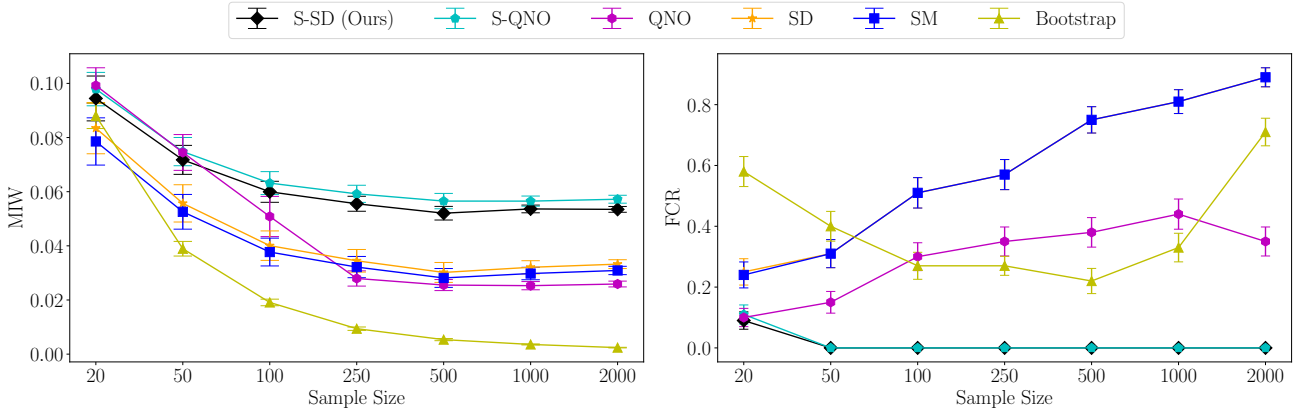 S-SD (Ours) S-QNO QNO SD SM Bootstrap
MIW
0.10
0.08
0.06
0.04
0.02
0.00
20 50 100 250 500 1000 2000
Sample Size
FCR
0.8
0.6
0.4
0.2
0.0
20 50 100 250 500 1000 2000
Sample Size